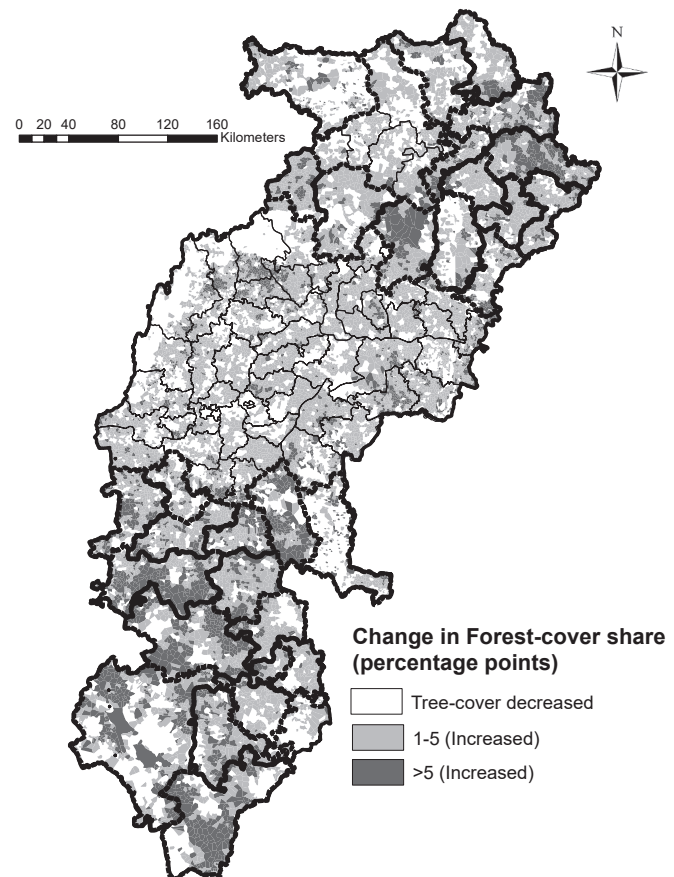 N
0 20 40 80 120 160
Kilometers
Change in Forest-cover share
(percentage points)
Tree-cover decreased
1-5 (Increased)
>5 (Increased)